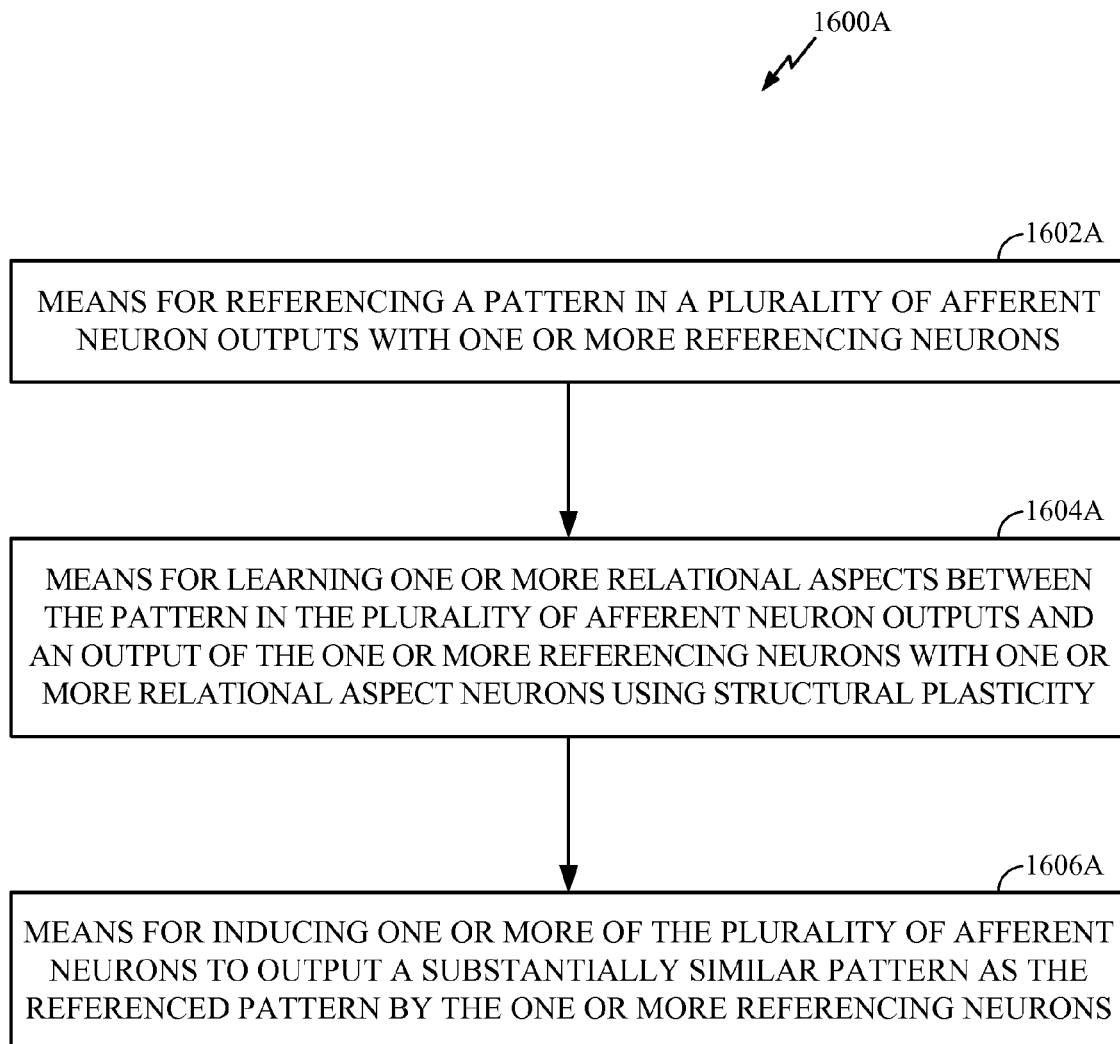 1600A
1602A
MEANS FOR REFERENCING A PATTERN IN A PLURALITY OF AFFERENT
NEURON OUTPUTS WITH ONE OR MORE REFERENCING NEURONS
1604A
MEANS FOR LEARNING ONE OR MORE RELATIONAL ASPECTS BETWEEN
THE PATTERN IN THE PLURALITY OF AFFERENT NEURON OUTPUTS AND
AN OUTPUT OF THE ONE OR MORE REFERENCING NEURONS WITH ONE OR
MORE RELATIONAL ASPECT NEURONS USING STRUCTURAL PLASTICITY
1606A
MEANS FOR INDUCING ONE OR MORE OF THE PLURALITY OF AFFERENT
NEURONS TO OUTPUT A SUBSTANTIALLY SIMILAR PATTERN AS THE
REFERENCED PATTERN BY THE ONE OR MORE REFERENCING NEURONS